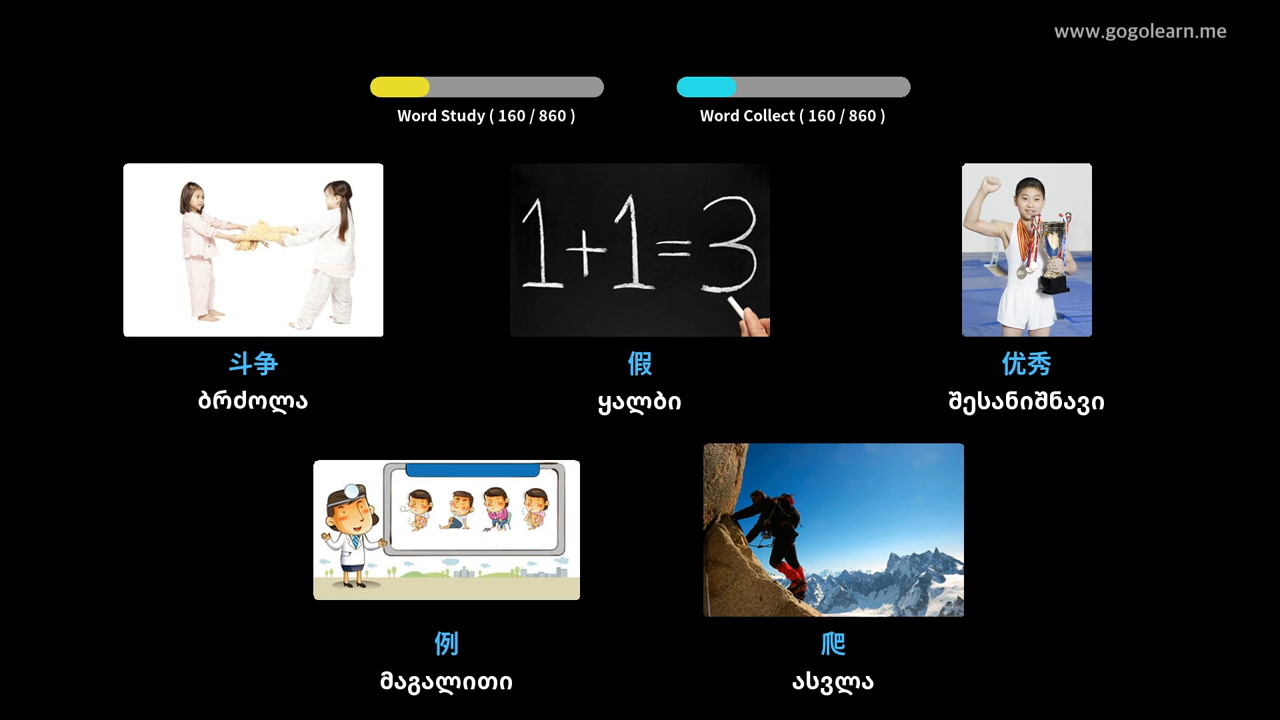 www.gogolearn.me
Word Study ( 160 / 860 )
Word Collect ( 160 / 860 )
1+1=3
斗争
ბრძოლა
假
ყალბი
优秀
შესანიშნავი
例
მაგალითი
爬
ასვლა